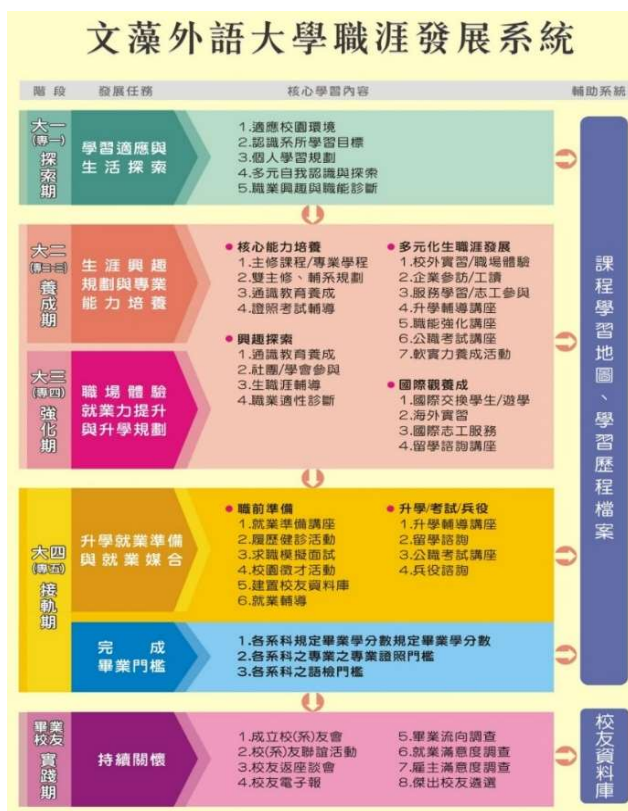 文藻外語大學職涯發展系統
階段 發展任務 核心學習內容 輔助系統
大一
(專一)
探索期
學習適應與
生活探索
1.適應校園環境
2.認識系所學習目標
3.個人學習規劃
4.多元自我認識與探索
5.職業興趣與職能診斷
大二
(專二.三)
養成期
生涯興趣
規劃與專業
能力培養
大三
(專四)
強化期
職場體驗
就業力提升
與升學規劃
核心能力培養
1.主修課程/專業學程
2.雙主修、輔系規劃
3.通識教育養成
4.證照考試輔導
興趣探索
1.通識教育養成
2.社團/學會參與
3.生職涯輔導
4.職業適性診斷
多元化生職涯發展
1.校外實習/職場體驗
2.企業參訪/工讀
3.服務學習/志工參與
4.升學輔導講座
5.職能強化講座
6.公職考試講座
7.軟實力養成活動
國際觀養成
1.國際交換學生/遊學
2.海外實習
3.國際志工服務
4.留學諮詢講座
大四
(專五)
接軌期
升學就業準備
與就業媒合
職前準備
1.就業準備講座
2.履歷健診活動
3.求職模擬面試
4.校園徵才活動
5.建置校友資料庫
6.就業輔導
升學/考試/兵役
1.升學輔導講座
2.留學諮詢
3.公職考試講座
4.兵役諮詢
完成
畢業門檻
1.各系科規定畢業學分數規定畢業學分數
2.各系科之專業之專業證照門檻
3.各系科之語檢門檻
課程學習地圖、學習歷程檔案
畢業
校友
實踐期
持續關懷
1.成立校(系)友會
2.校(系)友聯誼活動
3.校友返座談會
4.校友電子報
5.畢業流向調查
6.就業滿意度調查
7.雇主滿意度調查
8.傑出校友遴選
校友資料庫